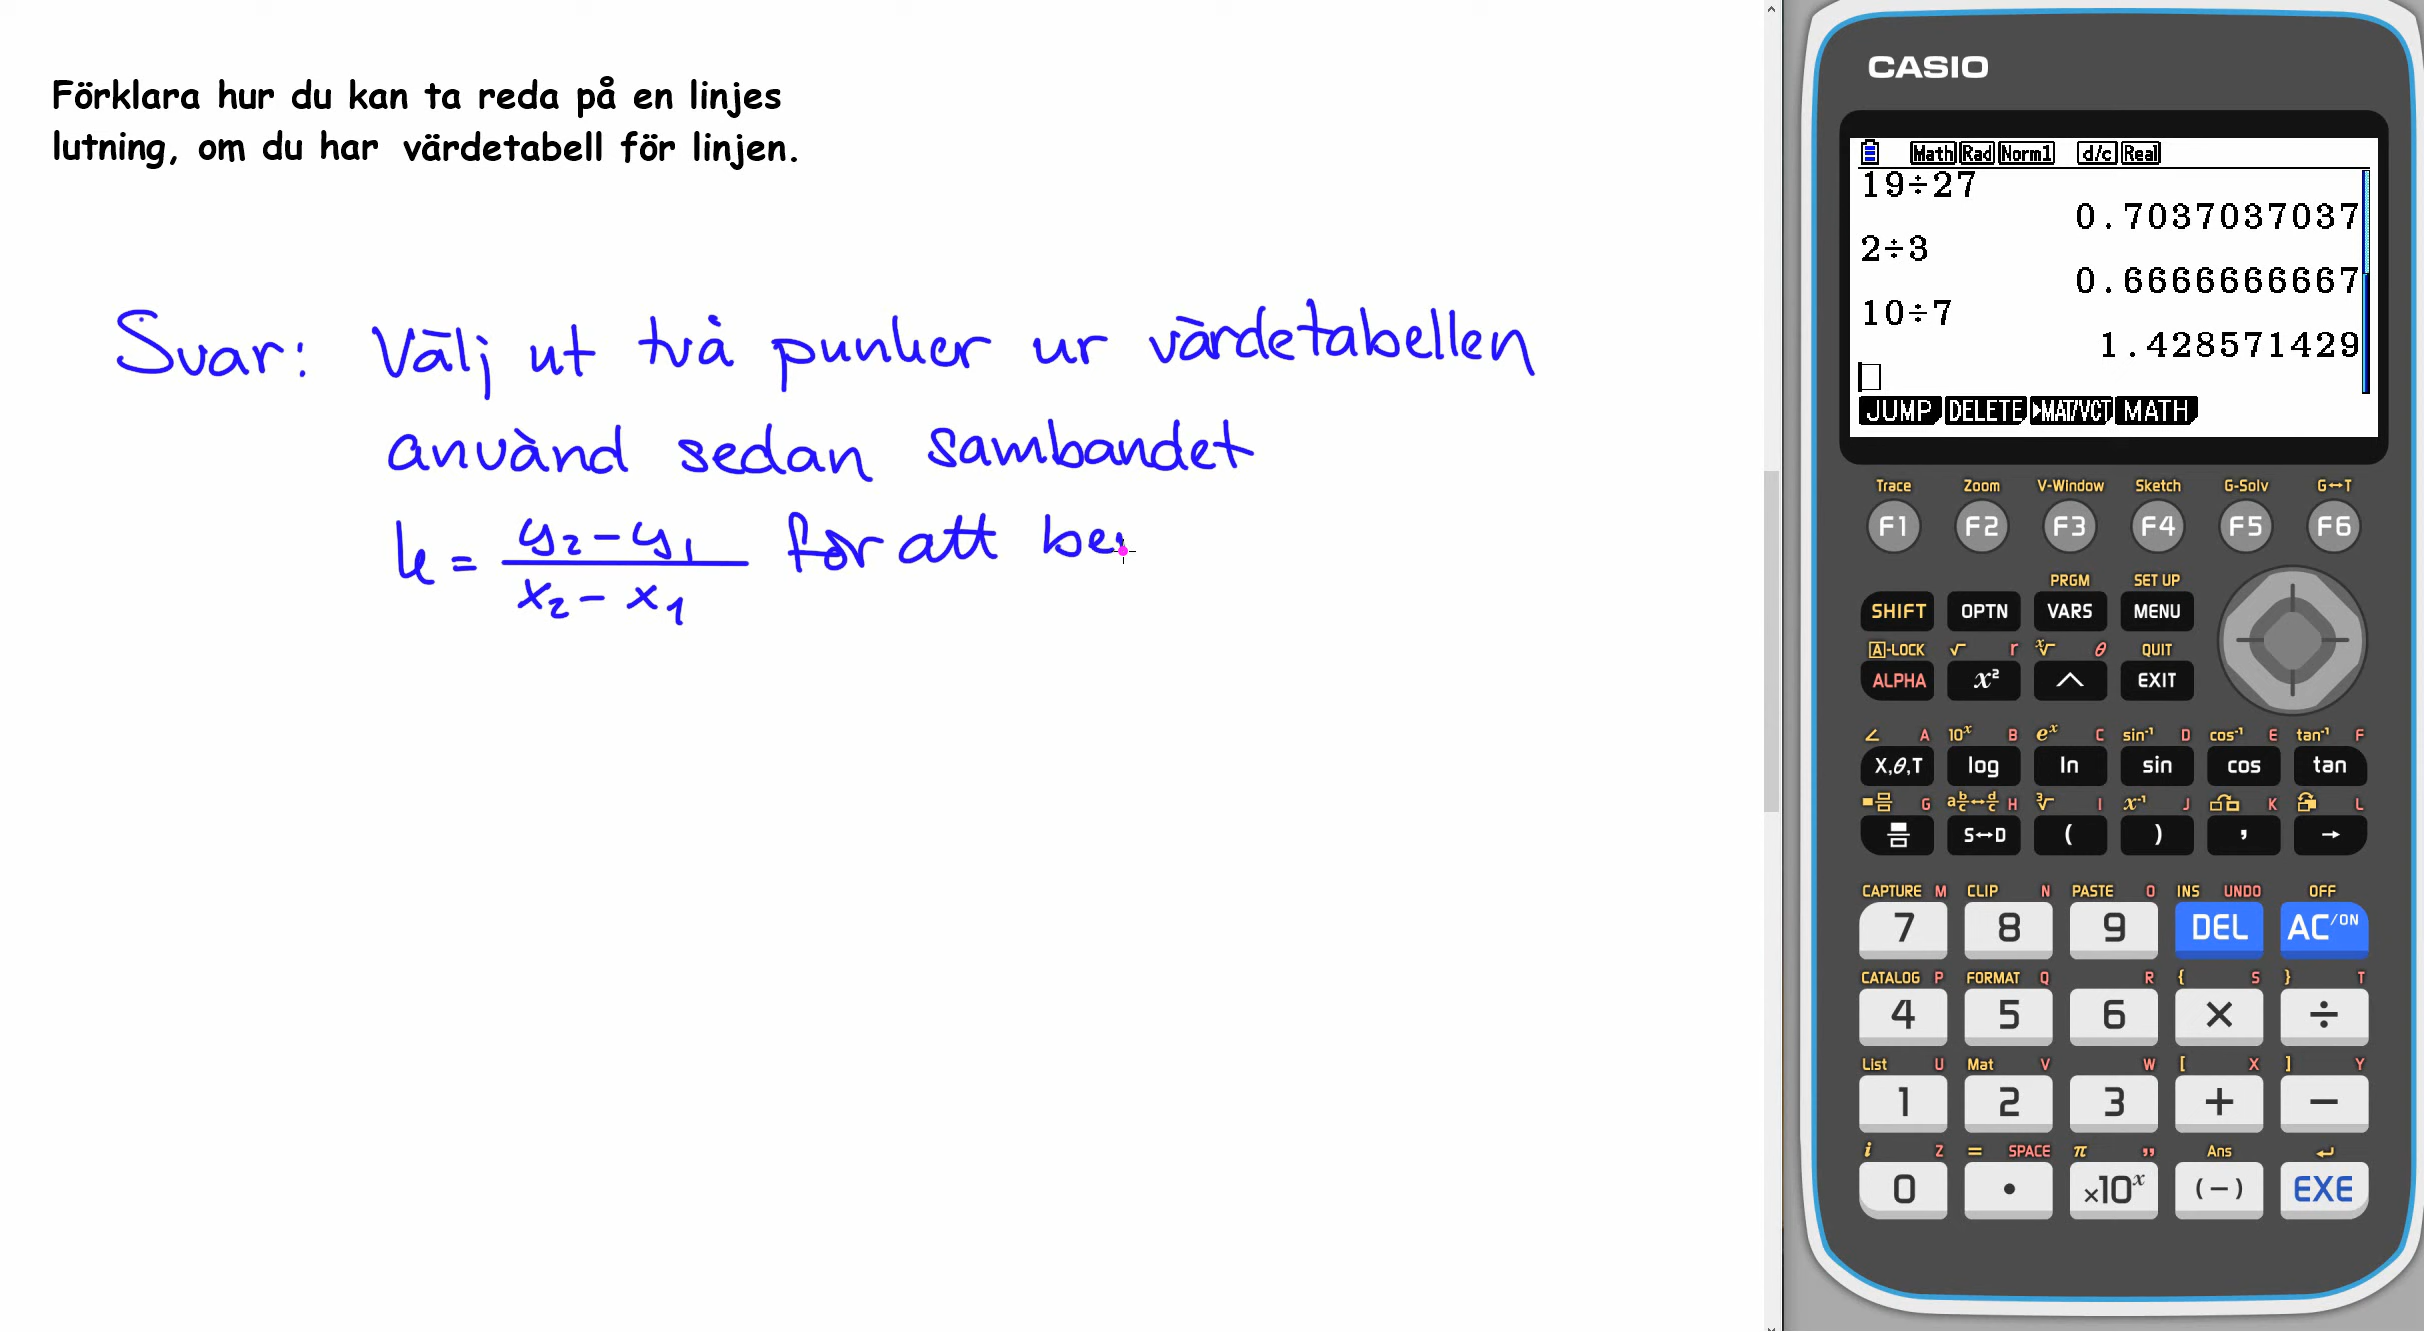 Förklara hur du kan ta reda på en linjes
lutning, om du har värdetabell för linjen.
Svar: Välj ut två punker ur värdetabellen
använd sedan sambandet
k = y₂-y₁ / x₂-x₁ för att be
CASIO
Math Rad Norm1 d/c Real
19÷27
0.7037037037
2÷3
0.6666666667
10÷7
1.428571429
JUMP DELETE ▶MAT/VCT MATH
Trace Zoom V-Window Sketch G-Solv G↔T
F1 F2 F3 F4 F5 F6
PRGM SET UP
SHIFT OPTN VARS MENU
A-LOCK √ r ˣ√ θ QUIT
ALPHA x² ^ EXIT
∠ A 10ˣ B eˣ C sin⁻¹ D cos⁻¹ E tan⁻¹ F
X,θ,T log ln sin cos tan
G a b/c↔d/c H ³√ I x⁻¹ J K L
S↔D ( ) , →
CAPTURE M CLIP N PASTE O INS UNDO OFF
7 8 9 DEL AC/ON
CATALOG P FORMAT Q R { S } T
4 5 6 × ÷
List U Mat V W [ X ] Y
1 2 3 + −
i Z = SPACE π " Ans ↵
0 • ×10ˣ (−) EXE